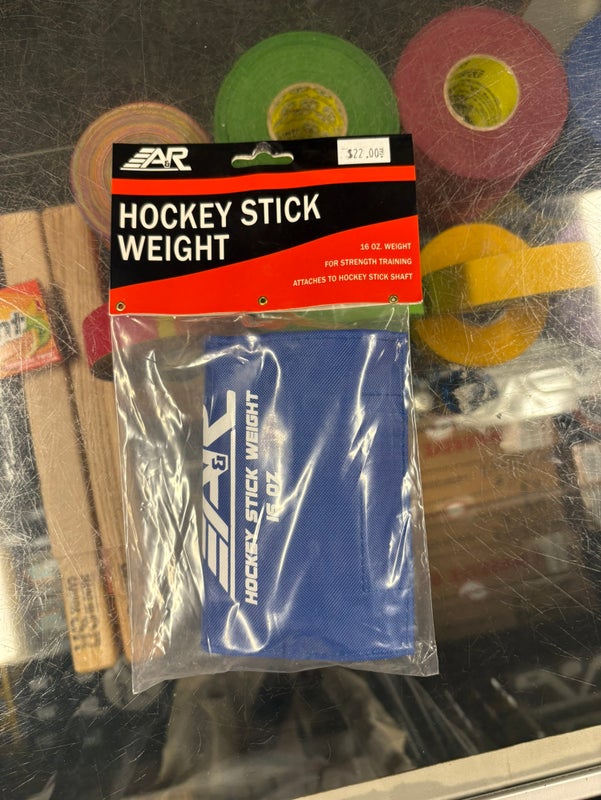 A&R
$22.00
HOCKEY STICK
WEIGHT
16 OZ. WEIGHT
FOR STRENGTH TRAINING
ATTACHES TO HOCKEY STICK SHAFT
A&R
HOCKEY STICK WEIGHT
16 OZ